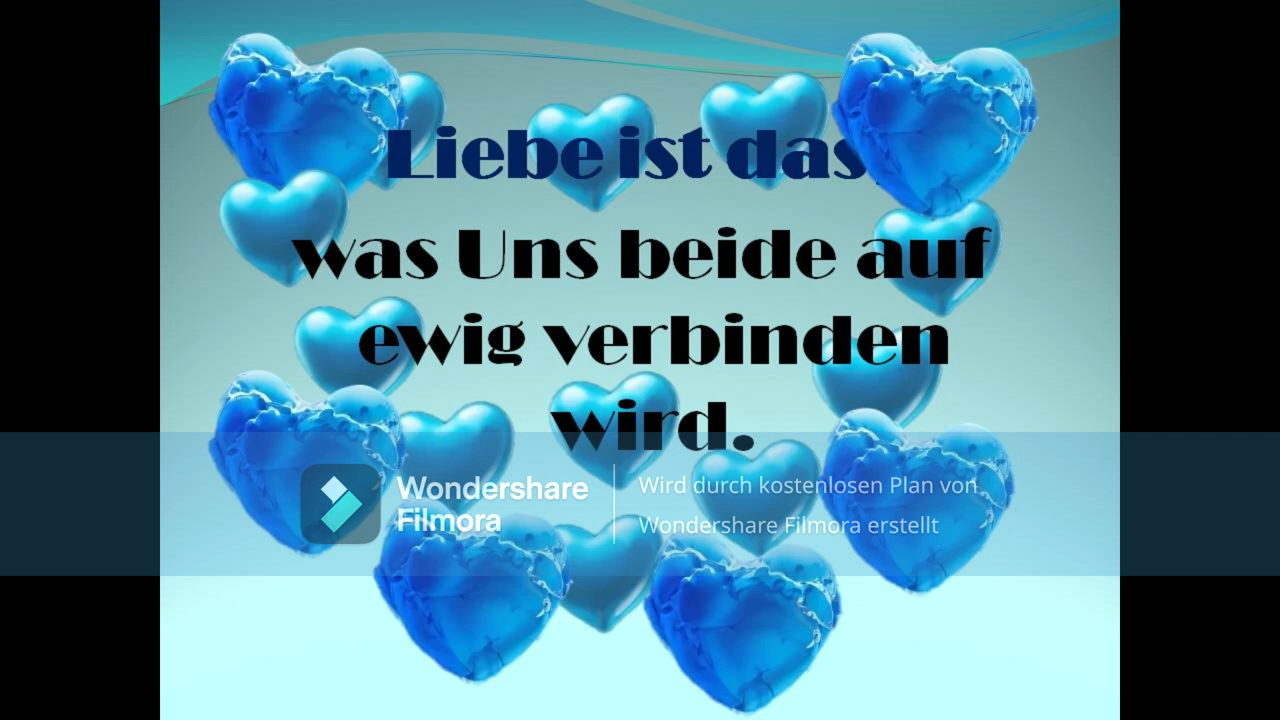 Liebe ist das,
was Uns beide auf
ewig verbinden
wird.
Wondershare
Filmora
Wird durch kostenlosen Plan von
Wondershare Filmora erstellt